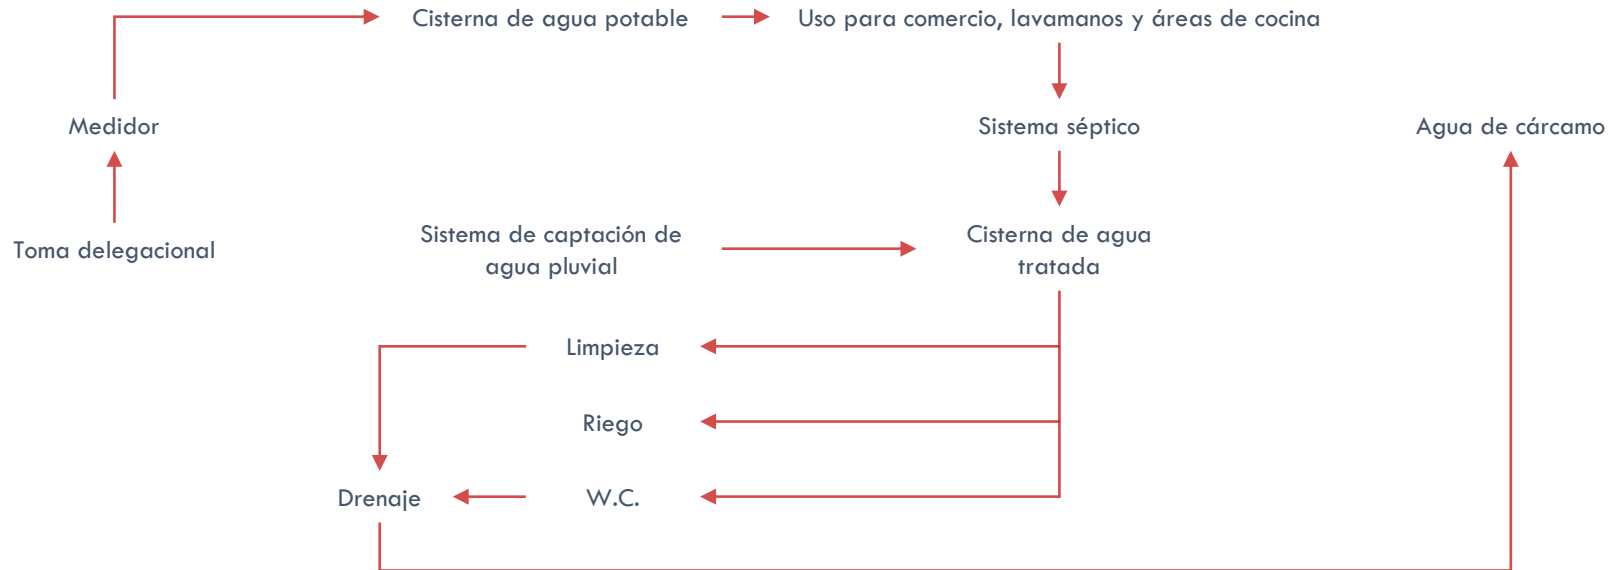 Cisterna de agua potable
Uso para comercio, lavamanos y áreas de cocina
Medidor
Sistema séptico
Agua de cárcamo
Toma delegacional
Sistema de captación de
agua pluvial
Cisterna de agua
tratada
Limpieza
Riego
Drenaje
W.C.